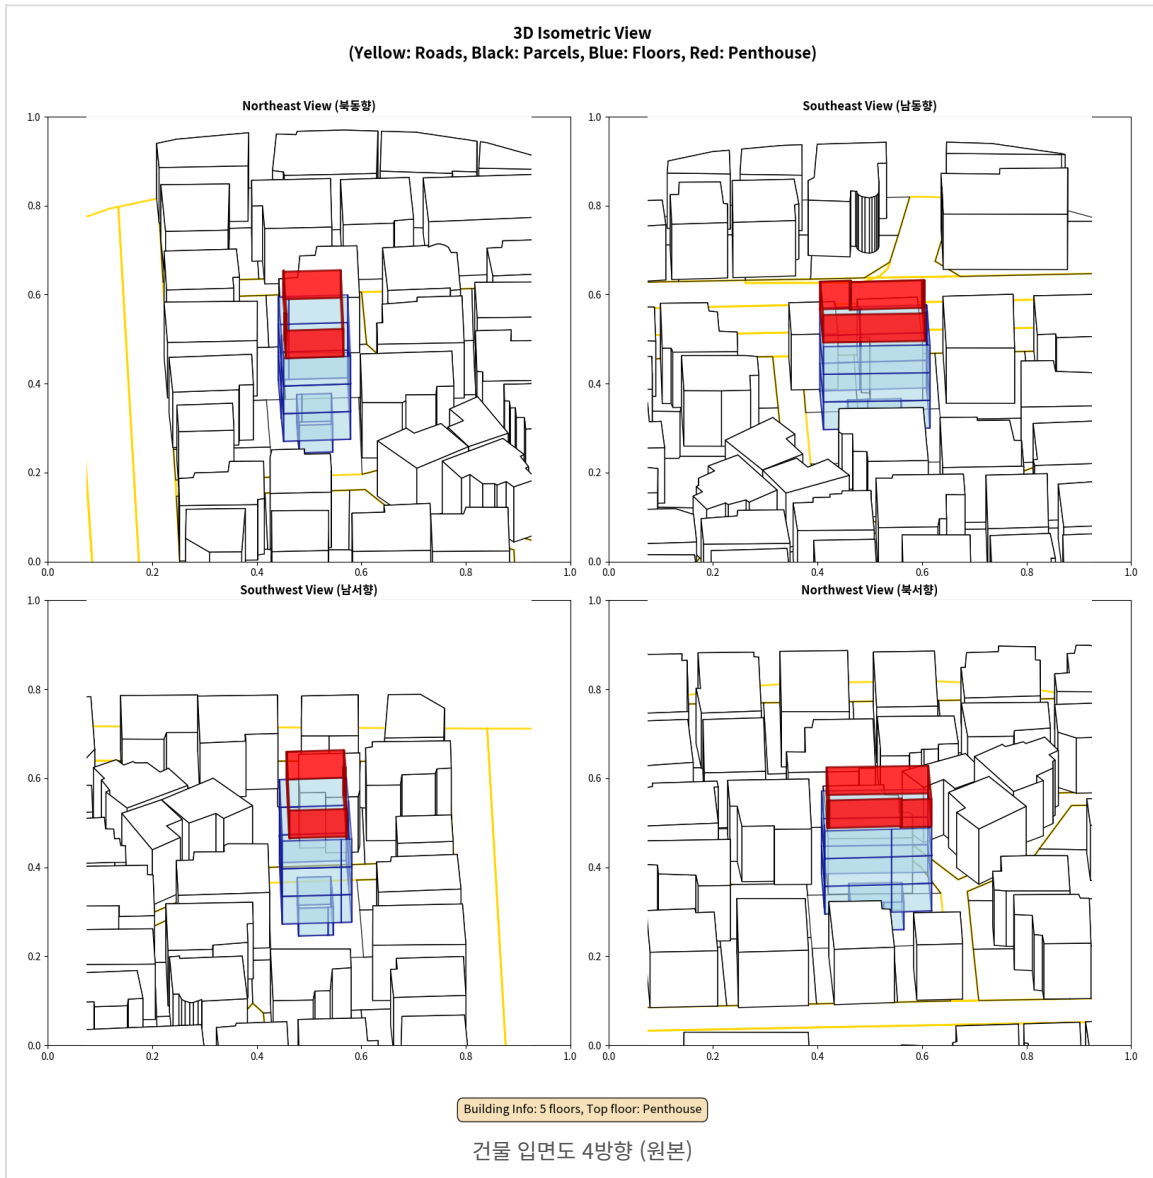 3D Isometric View
(Yellow: Roads, Black: Parcels, Blue: Floors, Red: Penthouse)
Northeast View (북동향)
1.0
0.8
0.6
0.4
0.2
0.0
0.0 0.2 0.4 0.6 0.8 1.0
Southeast View (남동향)
1.0
0.8
0.6
0.4
0.2
0.0
0.0 0.2 0.4 0.6 0.8 1.0
Southwest View (남서향)
1.0
0.8
0.6
0.4
0.2
0.0
0.0 0.2 0.4 0.6 0.8 1.0
Northwest View (북서향)
1.0
0.8
0.6
0.4
0.2
0.0
0.0 0.2 0.4 0.6 0.8 1.0
Building Info: 5 floors, Top floor: Penthouse
건물 입면도 4방향 (원본)